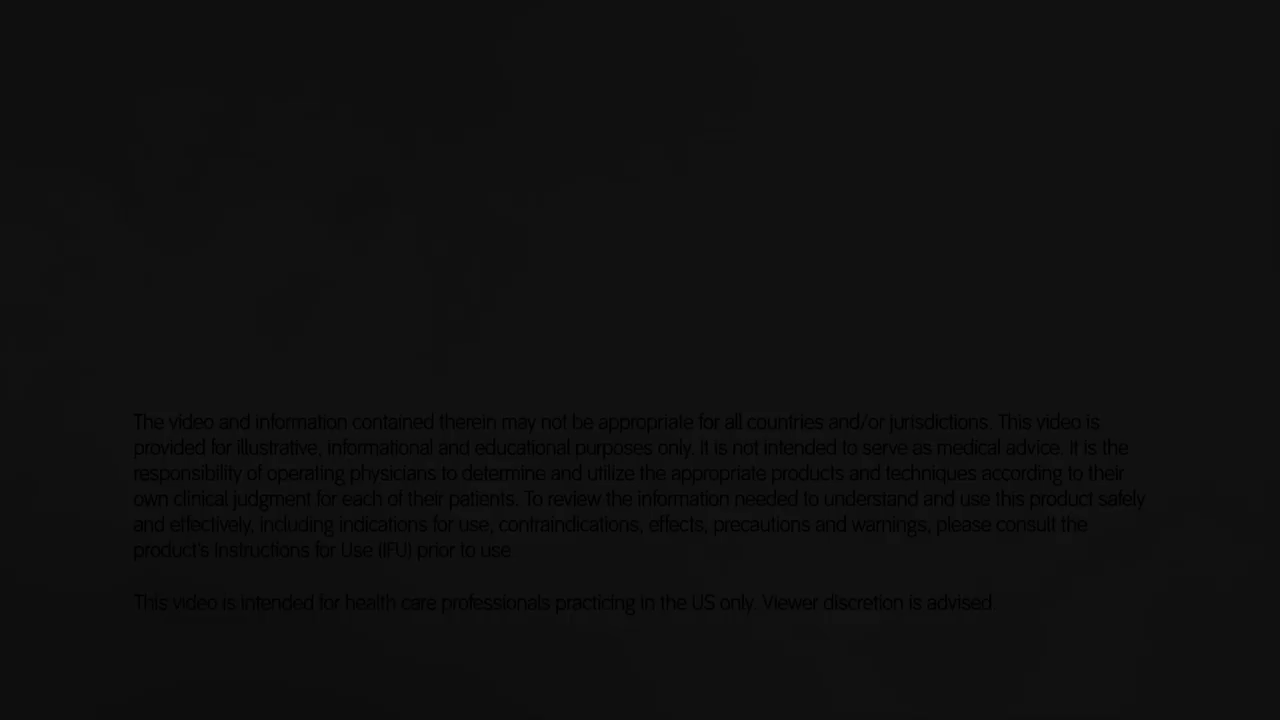 The video and information contained therein may not be appropriate for all countries and/or jurisdictions. This video is
provided for illustrative, informational and educational purposes only. It is not intended to serve as medical advice. It is the
responsibility of operating physicians to determine and utilize the appropriate products and techniques according to their
own clinical judgment for each of their patients. To review the information needed to understand and use this product safely
and effectively, including indications for use, contraindications, effects, precautions and warnings, please consult the
product's Instructions for Use (IFU) prior to use
This video is intended for health care professionals practicing in the US only. Viewer discretion is advised.